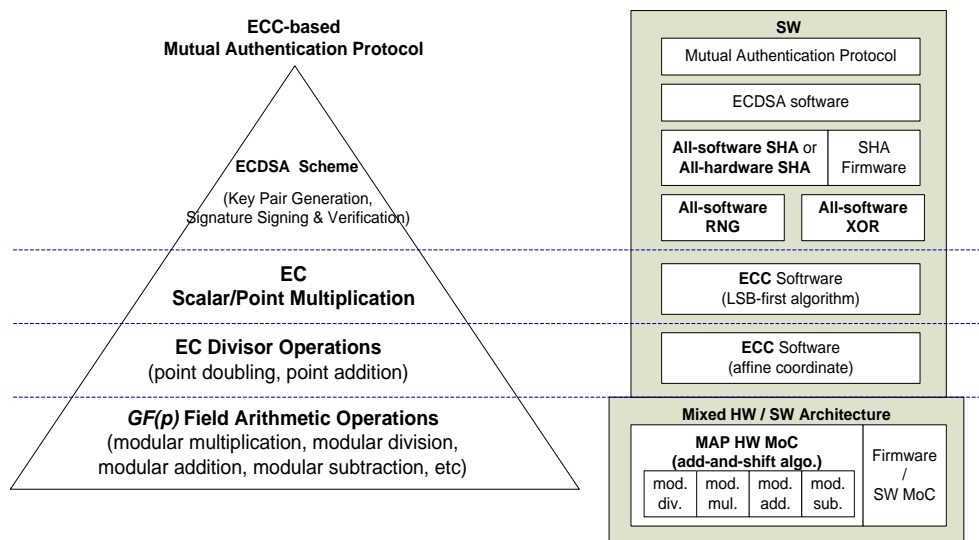 ECC-based
Mutual Authentication Protocol
ECDSA Scheme
(Key Pair Generation,
Signature Signing & Verification)
EC
Scalar/Point Multiplication
EC Divisor Operations
(point doubling, point addition)
GF(p) Field Arithmetic Operations
(modular multiplication, modular division,
modular addition, modular subtraction, etc)
SW
Mutual Authentication Protocol
ECDSA software
All-software SHA or
All-hardware SHA
SHA
Firmware
All-software
RNG
All-software
XOR
ECC Softrware
(LSB-first algorithm)
ECC Software
(affine coordinate)
Mixed HW / SW Architecture
MAP HW MoC
(add-and-shift algo.)
mod.
div.
mod.
mul.
mod.
add.
mod.
sub.
Firmware
/
SW MoC